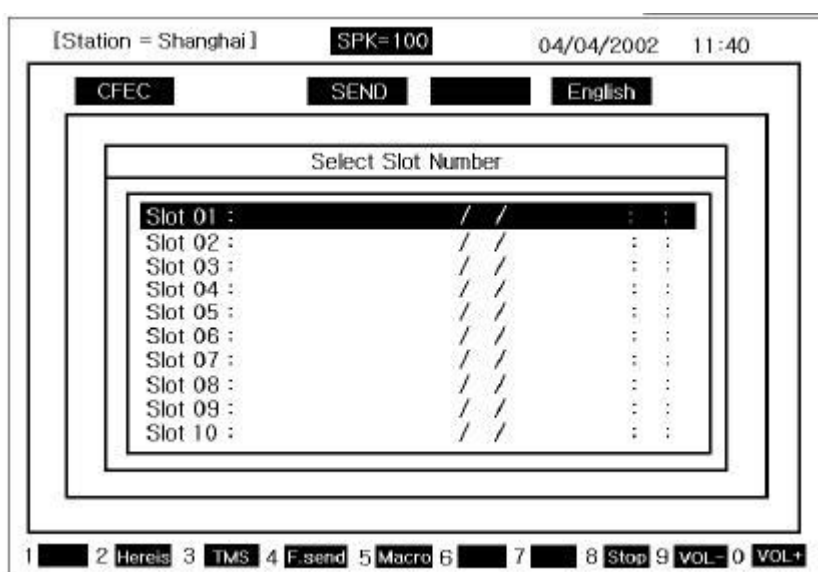 [Station = Shanghai] SPK=100 04/04/2002 11:40
CFEC SEND English
Select Slot Number
Slot 01 : / / : :
Slot 02 : / / : :
Slot 03 : / / : :
Slot 04 : / / : :
Slot 05 : / / : :
Slot 06 : / / : :
Slot 07 : / / : :
Slot 08 : / / : :
Slot 09 : / / : :
Slot 10 : / / : :
1 2 Hereis 3 TMS 4 F.send 5 Macro 6 7 8 Stop 9 VOL- 0 VOL+